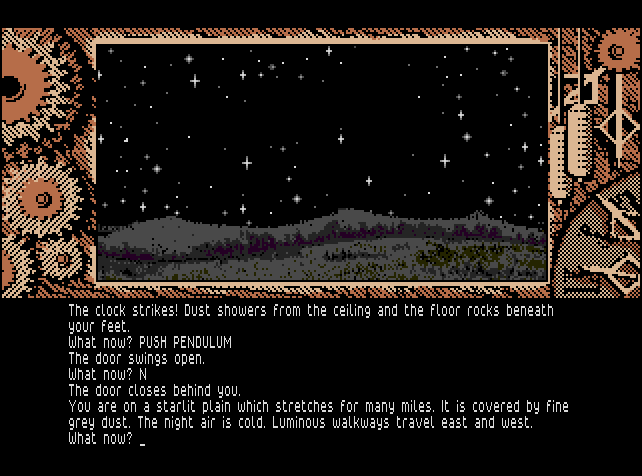 The clock strikes! Dust showers from the ceiling and the floor rocks beneath
your feet.
What now? PUSH PENDULUM
The door swings open.
What now? N
The door closes behind you.
You are on a starlit plain which stretches for many miles. It is covered by fine
grey dust. The night air is cold. Luminous walkways travel east and west.
What now? _